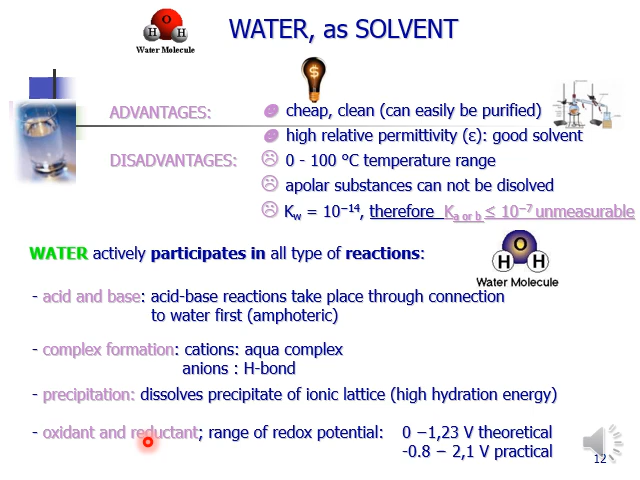 WATER, as SOLVENT
O
H H
Water Molecule
$
ADVANTAGES: ☻ cheap, clean (can easily be purified)
☻ high relative permittivity (ε): good solvent
DISADVANTAGES: ☹ 0 - 100 °C temperature range
☹ apolar substances can not be disolved
☹ Kw = 10−14, therefore Ka or b ≤ 10−7 unmeasurable
WATER actively participates in all type of reactions:
O
H H
Water Molecule
- acid and base: acid-base reactions take place through connection
to water first (amphoteric)
- complex formation: cations: aqua complex
anions : H-bond
- precipitation: dissolves precipitate of ionic lattice (high hydration energy)
- oxidant and reductant; range of redox potential: 0 −1,23 V theoretical
-0.8 − 2,1 V practical
12